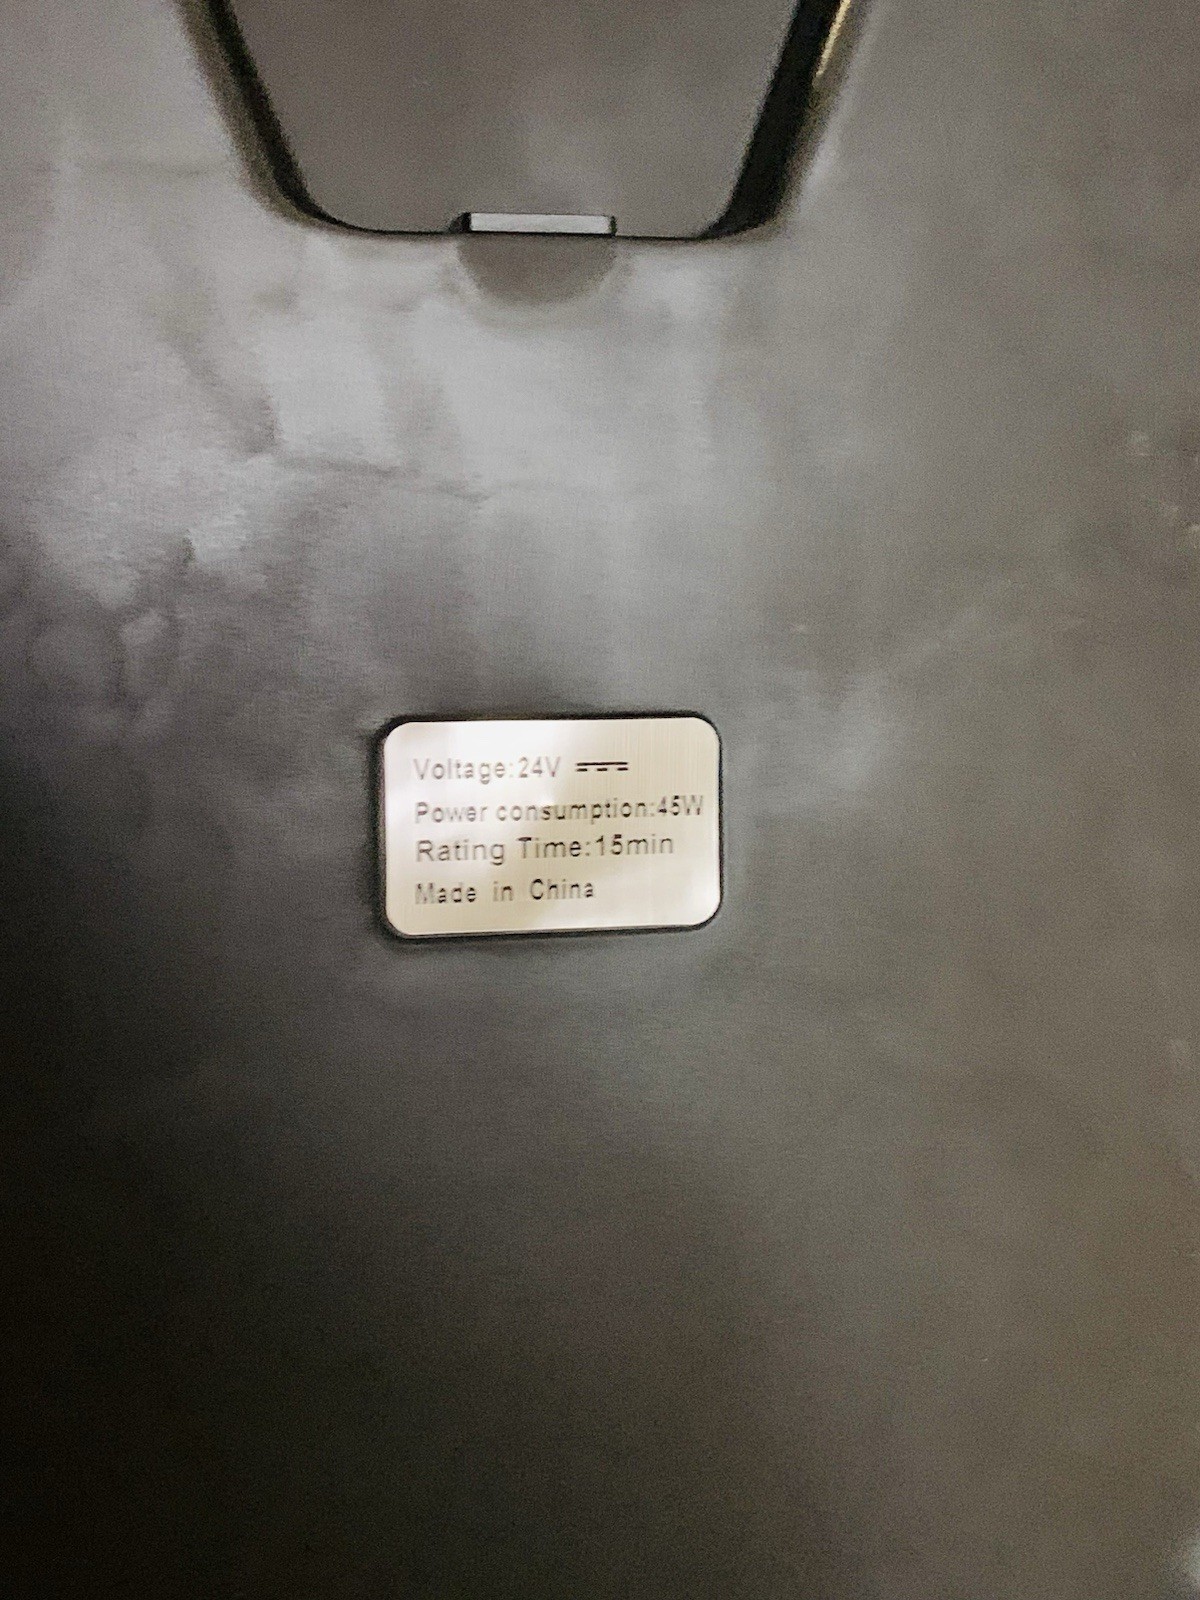 Voltage:24V ⎓
Power consumption:45W
Rating Time:15min
Made in China